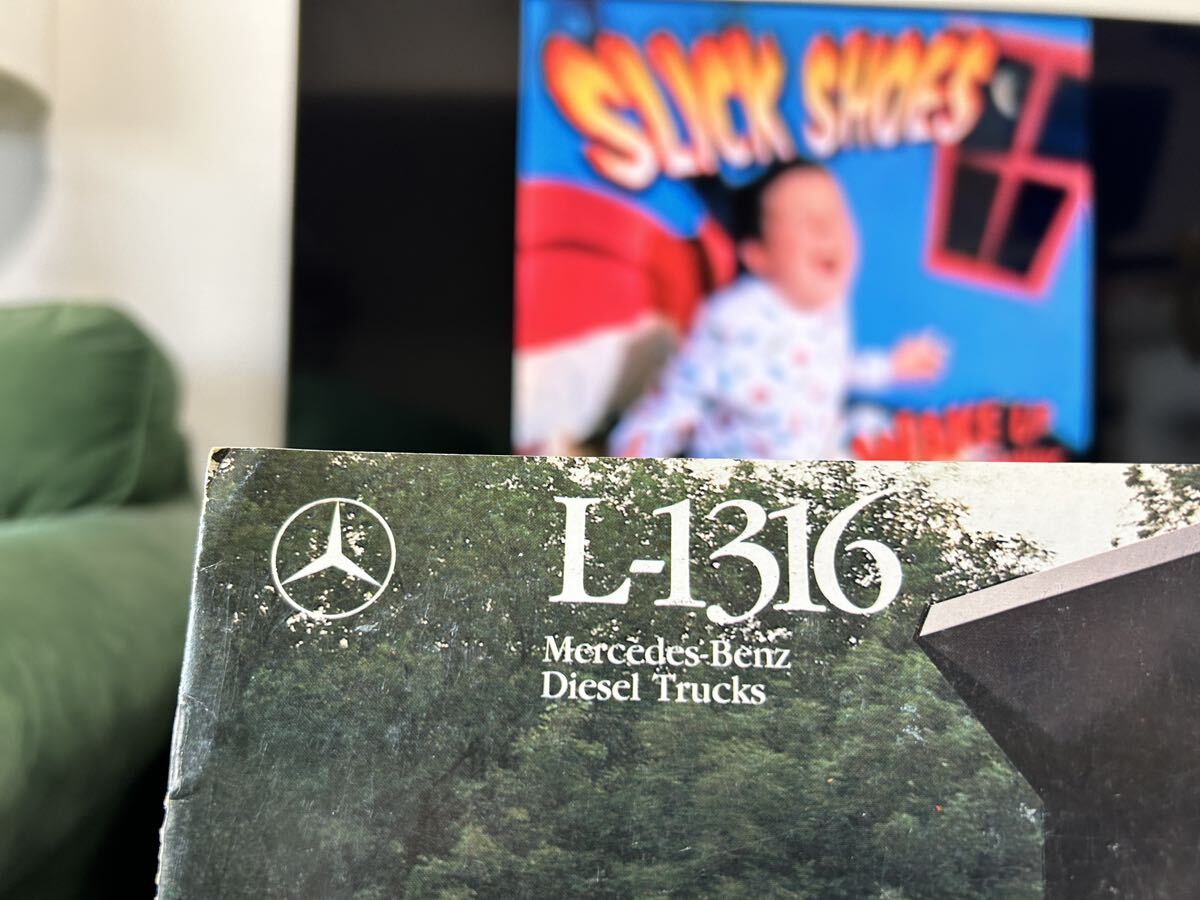 SLICK SHOES
WAKE UP
L-1316
Mercedes-Benz
Diesel Trucks